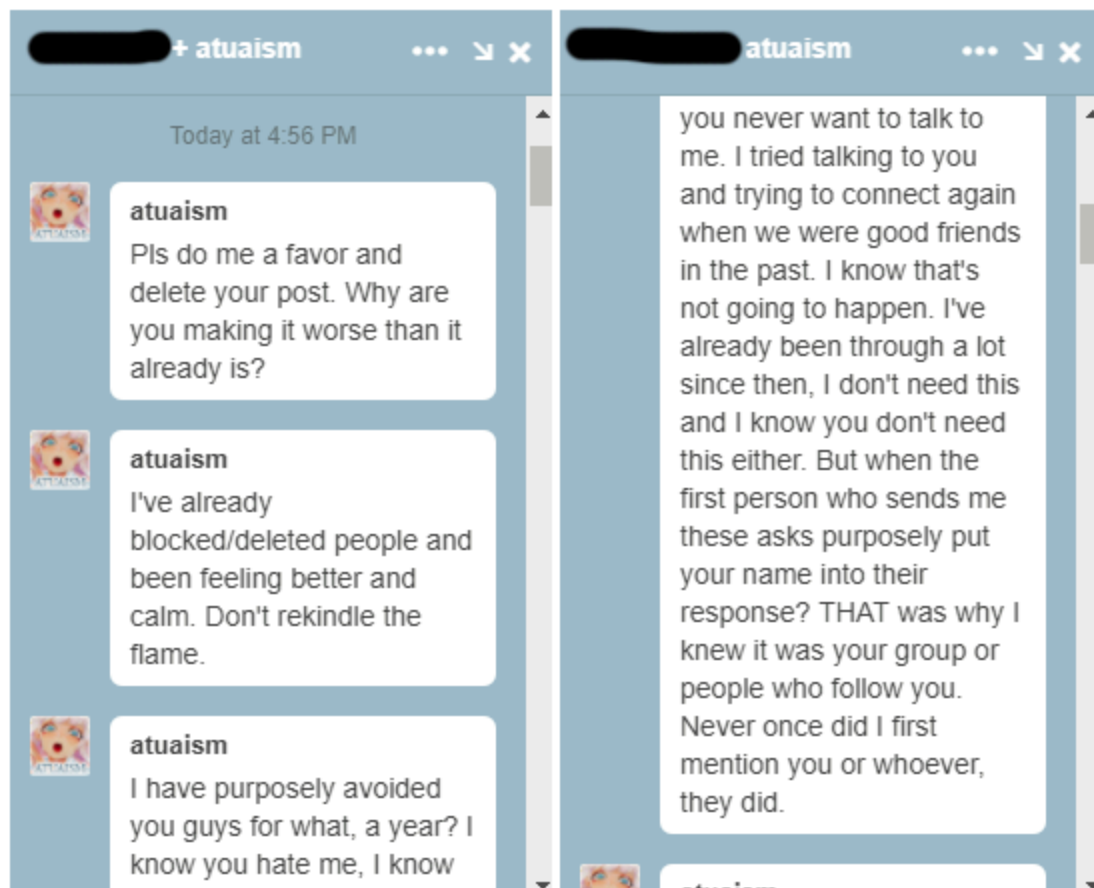 + atuaism
Today at 4:56 PM
atuaism
Pls do me a favor and
delete your post. Why are
you making it worse than it
already is?
atuaism
I've already
blocked/deleted people and
been feeling better and
calm. Don't rekindle the
flame.
atuaism
I have purposely avoided
you guys for what, a year? I
know you hate me, I know
atuaism
you never want to talk to
me. I tried talking to you
and trying to connect again
when we were good friends
in the past. I know that's
not going to happen. I've
already been through a lot
since then, I don't need this
and I know you don't need
this either. But when the
first person who sends me
these asks purposely put
your name into their
response? THAT was why I
knew it was your group or
people who follow you.
Never once did I first
mention you or whoever,
they did.